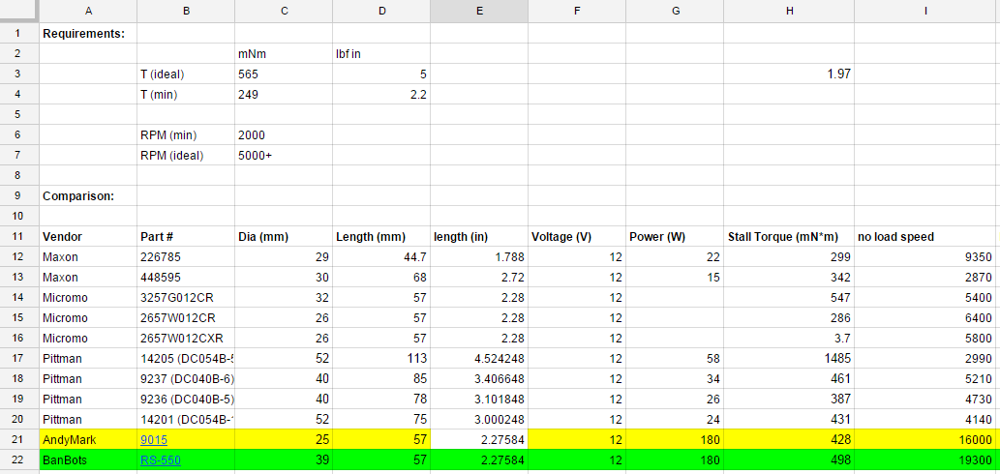 A B C D E F G H I
1 Requirements:
2 mNm lbf in
3 T (ideal) 565 5 1.97
4 T (min) 249 2.2
5
6 RPM (min) 2000
7 RPM (ideal) 5000+
8
9 Comparison:
10
11 Vendor Part # Dia (mm) Length (mm) length (in) Voltage (V) Power (W) Stall Torque (mN*m) no load speed
12 Maxon 226785 29 44.7 1.788 12 22 299 9350
13 Maxon 448595 30 68 2.72 12 15 342 2870
14 Micromo 3257G012CR 32 57 2.28 12 547 5400
15 Micromo 2657W012CR 26 57 2.28 12 286 6400
16 Micromo 2657W012CXR 26 57 2.28 12 3.7 5800
17 Pittman 14205 (DC054B-5 52 113 4.524248 12 58 1485 2990
18 Pittman 9237 (DC040B-6) 40 85 3.406648 12 34 461 5210
19 Pittman 9236 (DC040B-5) 40 78 3.101848 12 26 387 4730
20 Pittman 14201 (DC054B- 52 75 3.000248 12 24 431 4140
21 AndyMark 9015 25 57 2.27584 12 180 428 16000
22 BanBots RS-550 39 57 2.27584 12 180 498 19300